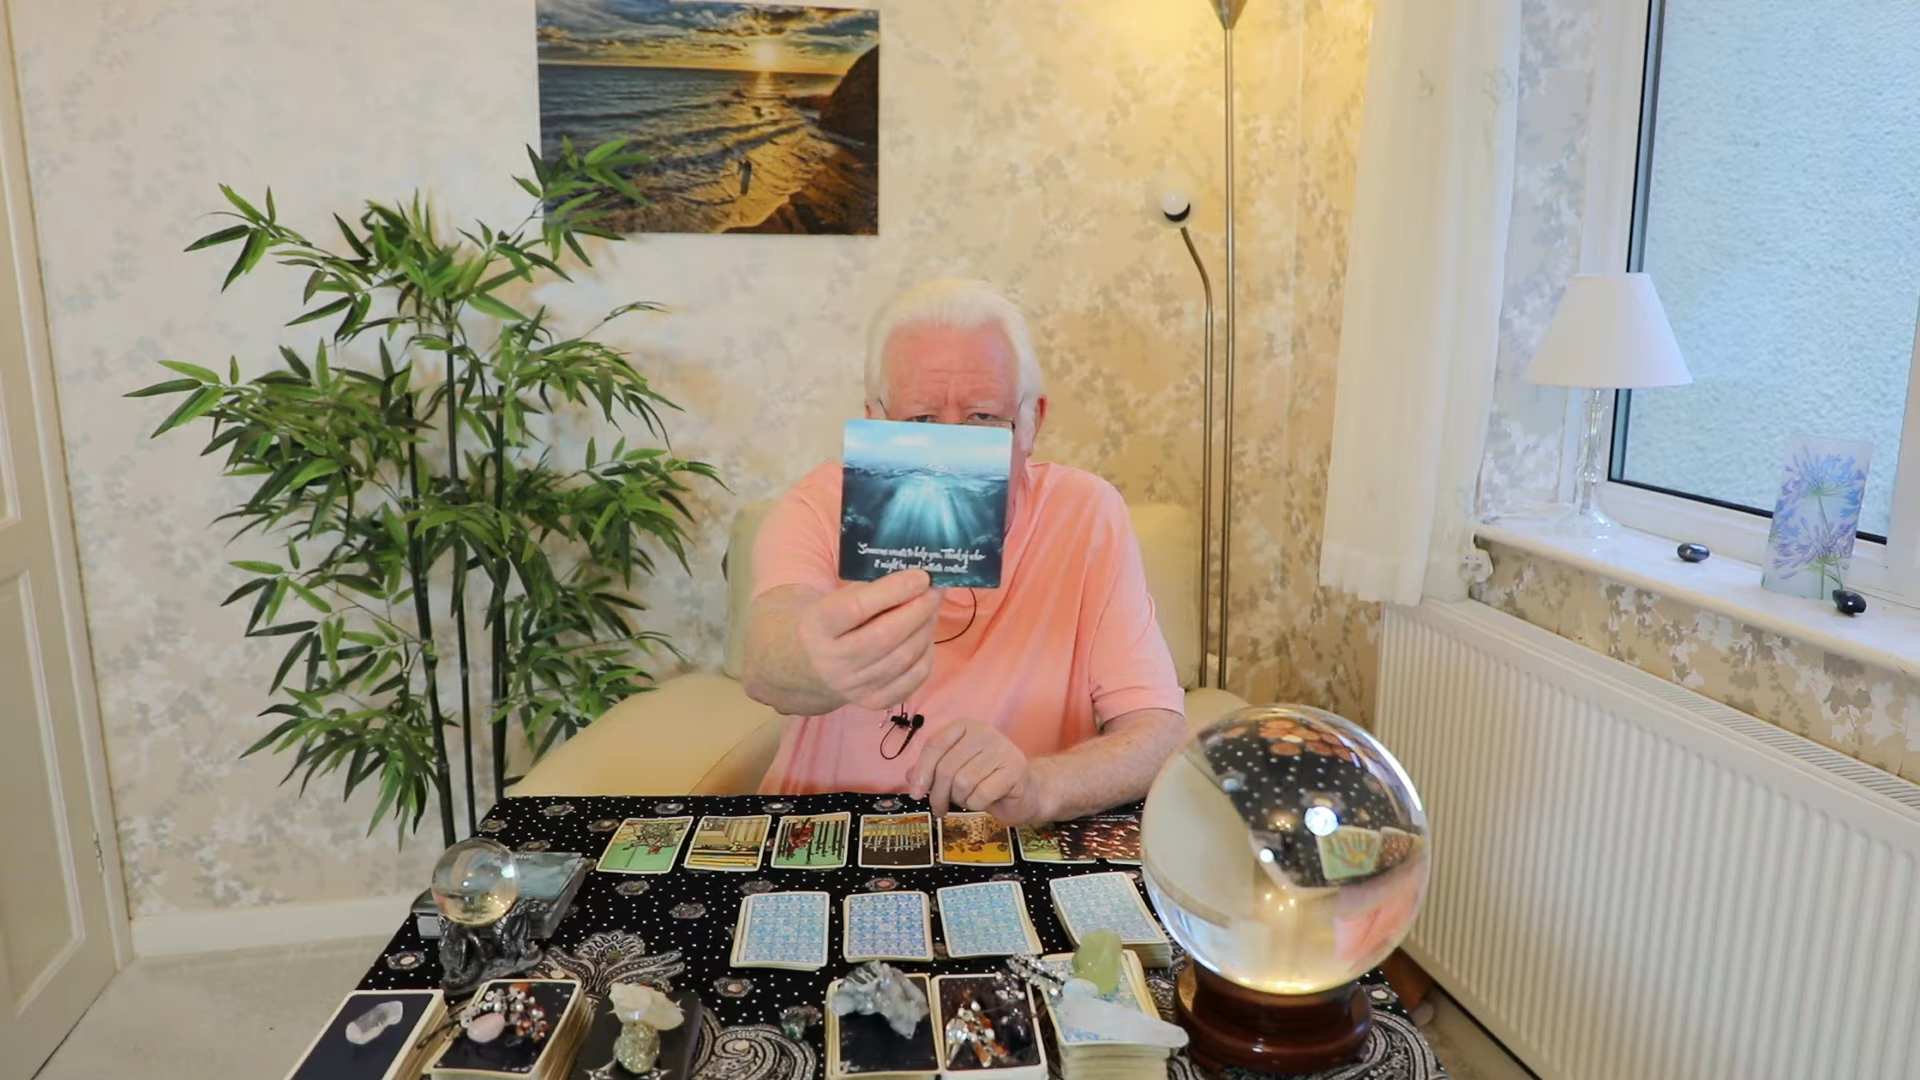 Someone wants to help you. Think of who
it might be and initiate contact.